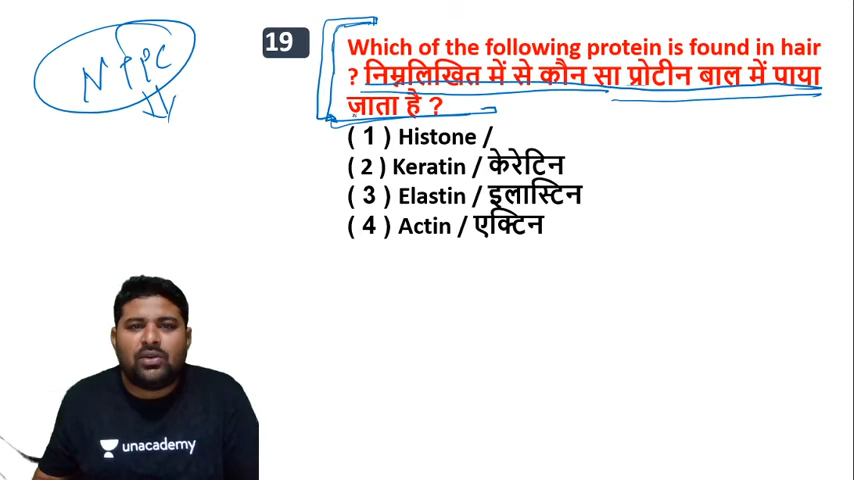 NTPC
19
Which of the following protein is found in hair
? निम्नलिखित में से कौन सा प्रोटीन बाल में पाया
जाता है ?
( 1 ) Histone /
( 2 ) Keratin / केरेटिन
( 3 ) Elastin / इलास्टिन
( 4 ) Actin / एक्टिन
unacademy